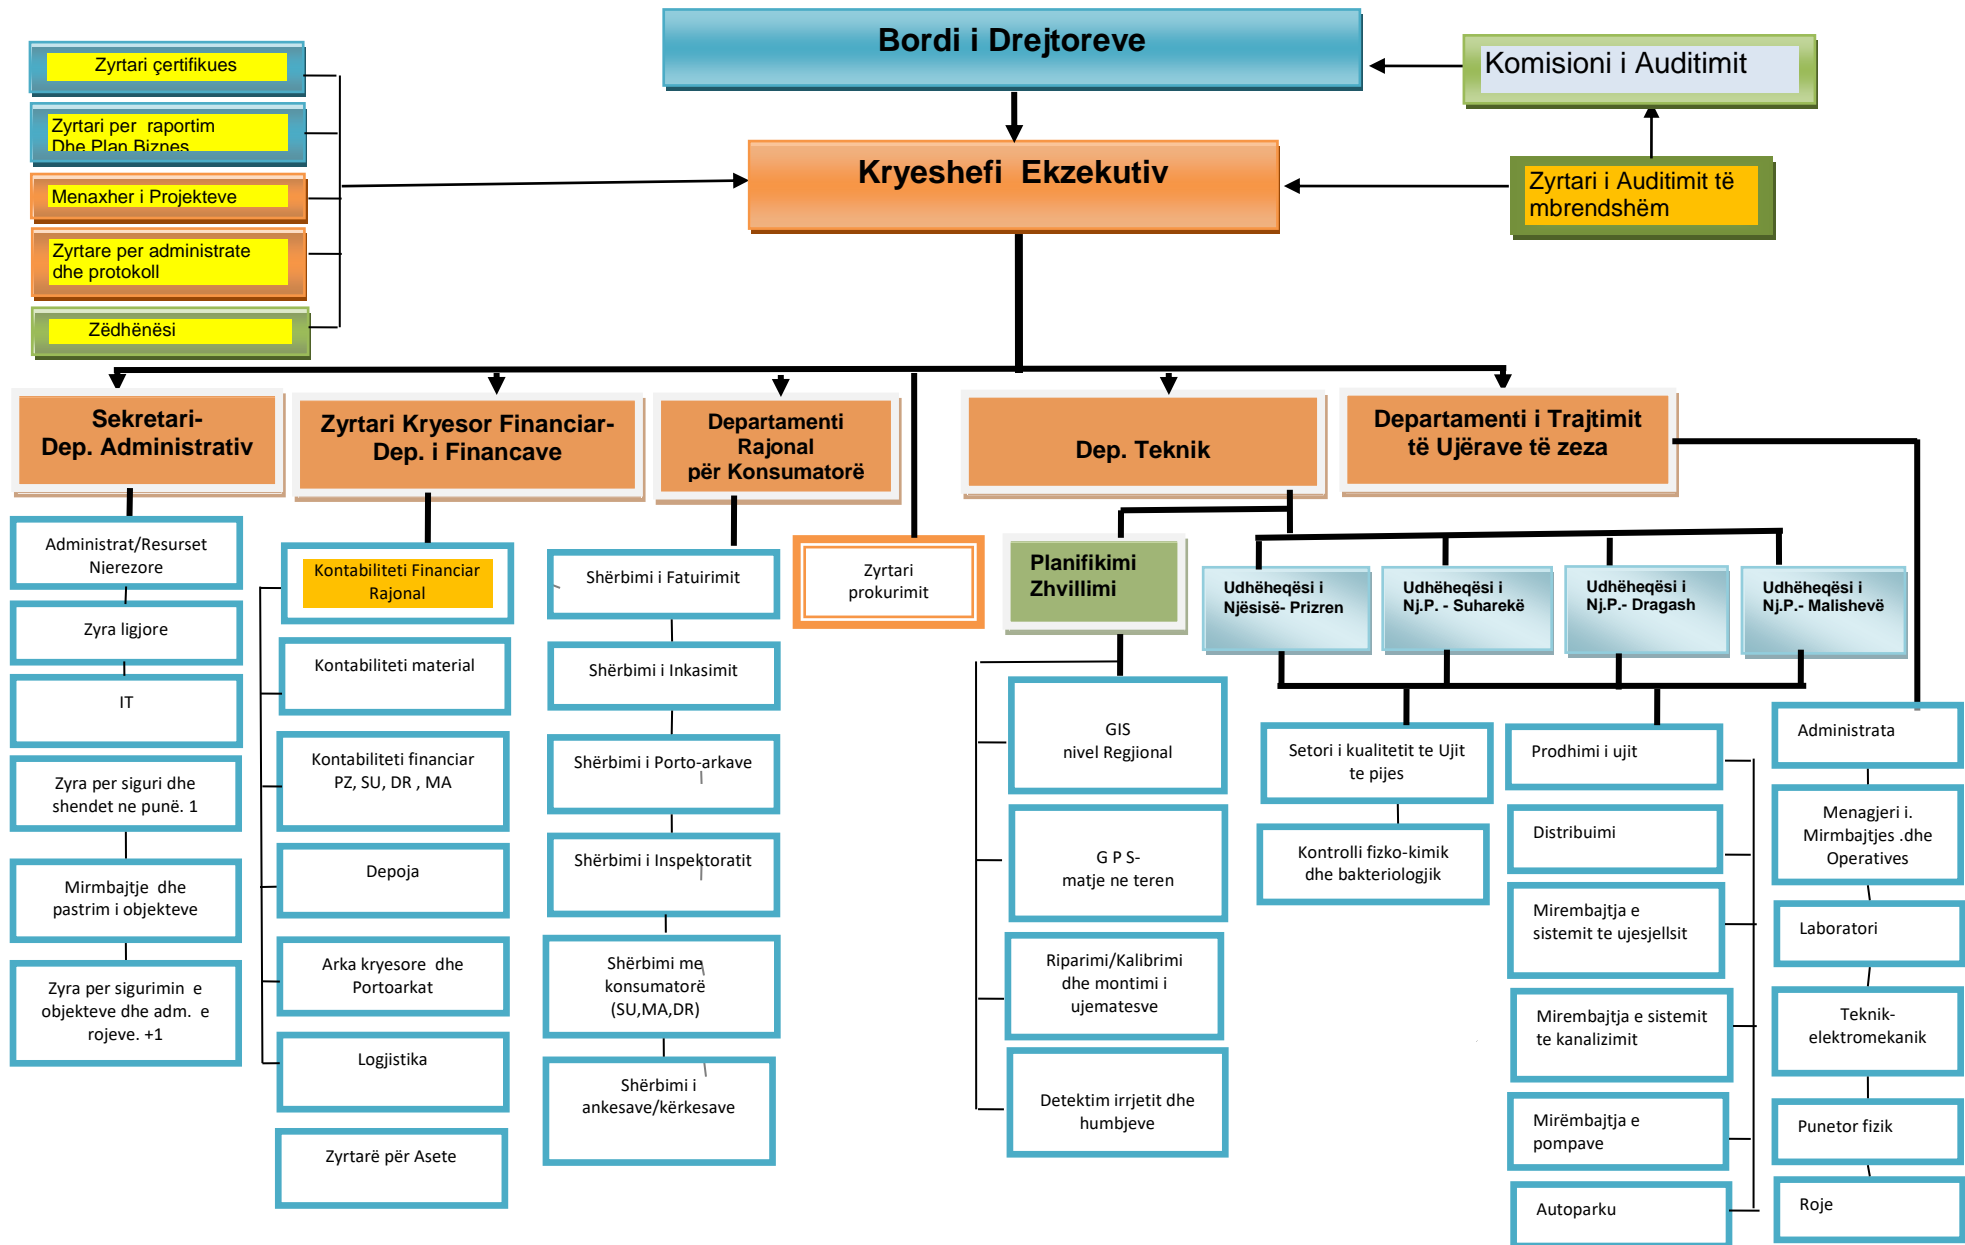 Bordi i Drejtoreve
Komisioni i Auditimit
Zyrtari çertifikues
Zyrtari per raportim
Dhe Plan Biznes
Menaxher i Projekteve
Zyrtare per administrate
dhe protokoll
Zëdhënësi
Kryeshefi Ekzekutiv
Zyrtari i Auditimit të
mbrendshëm
Sekretari-
Dep. Administrativ
Zyrtari Kryesor Financiar-
Dep. i Financave
Departamenti
Rajonal
për Konsumatorë
Dep. Teknik
Departamenti i Trajtimit
të Ujërave të zeza
Administrat/Resurset
Njerezore
Zyra ligjore
IT
Zyra per siguri dhe
shendet ne punë. 1
Mirmbajtje dhe
pastrim i objekteve
Zyra per sigurimin e
objekteve dhe adm. e
rojeve. +1
Kontabiliteti Financiar
Rajonal
Kontabiliteti material
Kontabiliteti financiar
PZ, SU, DR , MA
Depoja
Arka kryesore dhe
Portoarkat
Logjistika
Zyrtarë për Asete
Shërbimi i Fatuirimit
Shërbimi i Inkasimit
Shërbimi i Porto-arkave
Shërbimi i Inspektoratit
Shërbimi me
konsumatorë
(SU,MA,DR)
Shërbimi i
ankesave/kërkesave
Zyrtari
prokurimit
Planifikimi
Zhvillimi
GIS
nivel Regjional
G P S-
matje ne teren
Riparimi/Kalibrimi
dhe montimi i
ujematesve
Detektim irrjetit dhe
humbjeve
Udhëheqësi i
Njësisë- Prizren
Udhëheqësi i
Nj.P. - Suharekë
Udhëheqësi i
Nj.P.- Dragash
Udhëheqësi i
Nj.P.- Malishevë
Setori i kualitetit te Ujit
te pijes
Kontrolli fizko-kimik
dhe bakteriologjik
Prodhimi i ujit
Distribuimi
Mirembajtja e
sistemit te ujesjellsit
Mirembajtja e sistemit
te kanalizimit
Mirëmbajtja e
pompave
Autoparku
Administrata
Menagjeri i.
Mirmbajtjes .dhe
Operatives
Laboratori
Teknik-
elektromekanik
Punetor fizik
Roje